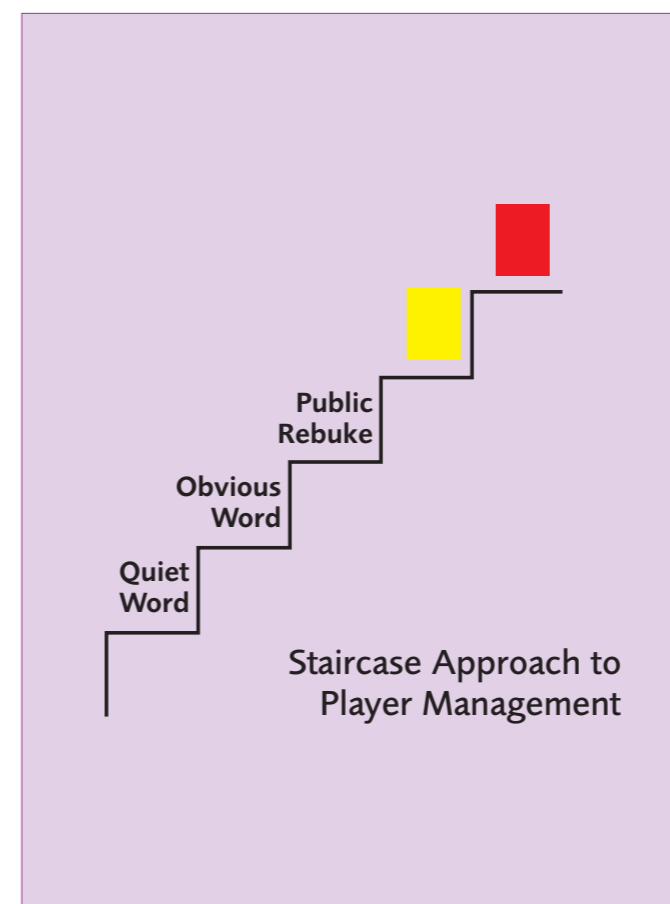 Public
Rebuke
Obvious
Word
Quiet
Word
Staircase Approach to
Player Management